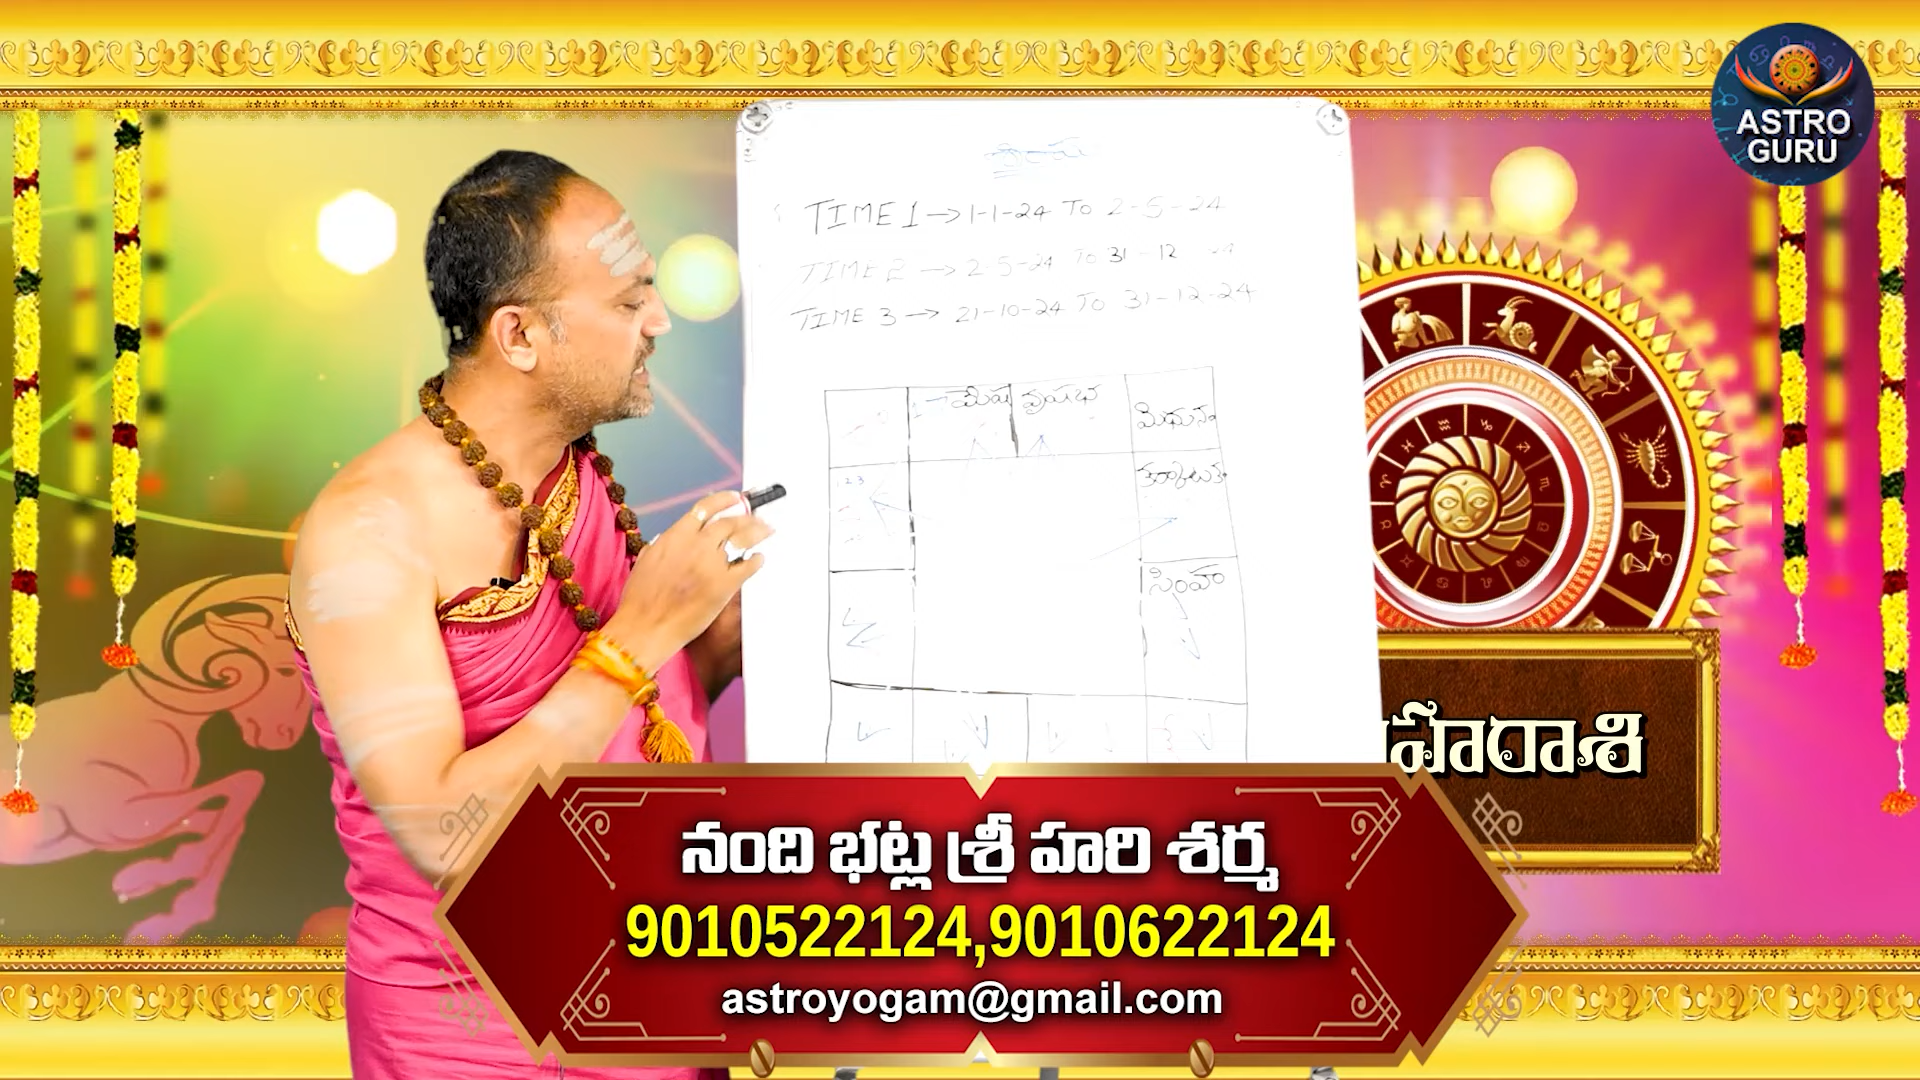 ASTRO
GURU
శ్రీరామ
TIME 1 → 1-1-24 TO 2-5-24
TIME 2 → 2-5-24 TO 31-12
TIME 3 → 21-10-24 TO 31-12-24
మేష వృషభ మిథునం
123 కర్కాటకం
సింహ
హరాశి
నంది భట్ల శ్రీ హరి శర్మ
9010522124,9010622124
astroyogam@gmail.com